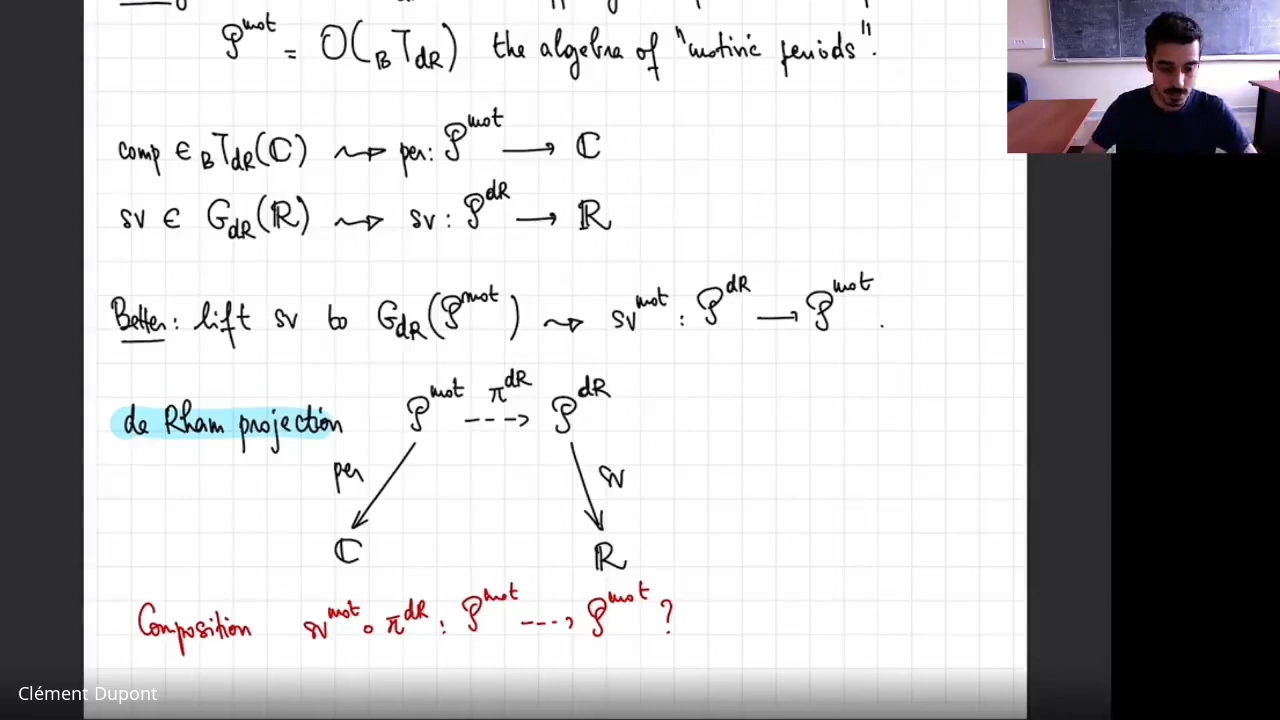 𝒫^mot = O(_B T_dR) the algebra of "motivic periods".
comp ∈ _B T_dR(ℂ) ⇝ per: 𝒫^mot ⟶ ℂ
sv ∈ G_dR(ℝ) ⇝ sv: 𝒫^dR ⟶ ℝ
Better: lift sv to G_dR(𝒫^mot) ⇝ sv^mot: 𝒫^dR ⟶ 𝒫^mot.
de Rham projection 𝒫^mot ⇢ 𝒫^dR
π^dR
per sv
ℂ ℝ
Composition sv^mot ∘ π^dR: 𝒫^mot ⇢ 𝒫^mot ?
Clément Dupont